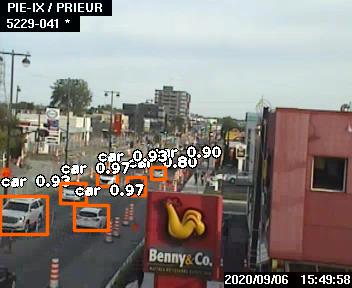 PIE-IX / PRIEUR
5229-041 *
car 0.93
car 0.90
car 0.97
car 0.80
car 0.93
car 0.97
Benny&Co.
2020/09/06 15:49:58